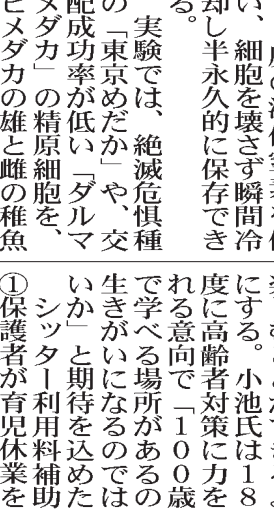 い、細胞を壊さず瞬間冷
却し半永久的に保存でき
る。
　実験では、絶滅危惧種
の「東京めだか」や、交
配成功率が低い「ダルマ
メダカ」の精原細胞を、
ヒメダカの雄と雌の稚魚
にする。小池氏は１８
度に高齢者対策に力を
れる意向で「１００歳
で学べる場所があるの
生きがいになるのでは
いか」と期待を込めた
　シッター利用料補助
①保護者が育児休業を